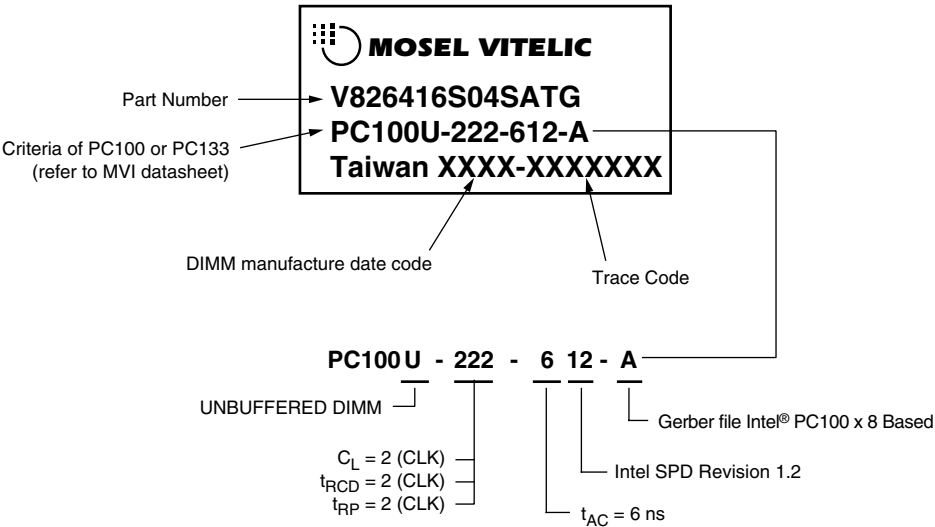 MOSEL VITELIC
Part Number
V826416S04SATG
Criteria of PC100 or PC133
(refer to MVI datasheet)
PC100U-222-612-A
Taiwan XXXX-XXXXXXX
DIMM manufacture date code
Trace Code
PC100 U - 222 - 6 12 - A
UNBUFFERED DIMM
Gerber file Intel® PC100 x 8 Based
CL = 2 (CLK)
tRCD = 2 (CLK)
tRP = 2 (CLK)
Intel SPD Revision 1.2
tAC = 6 ns